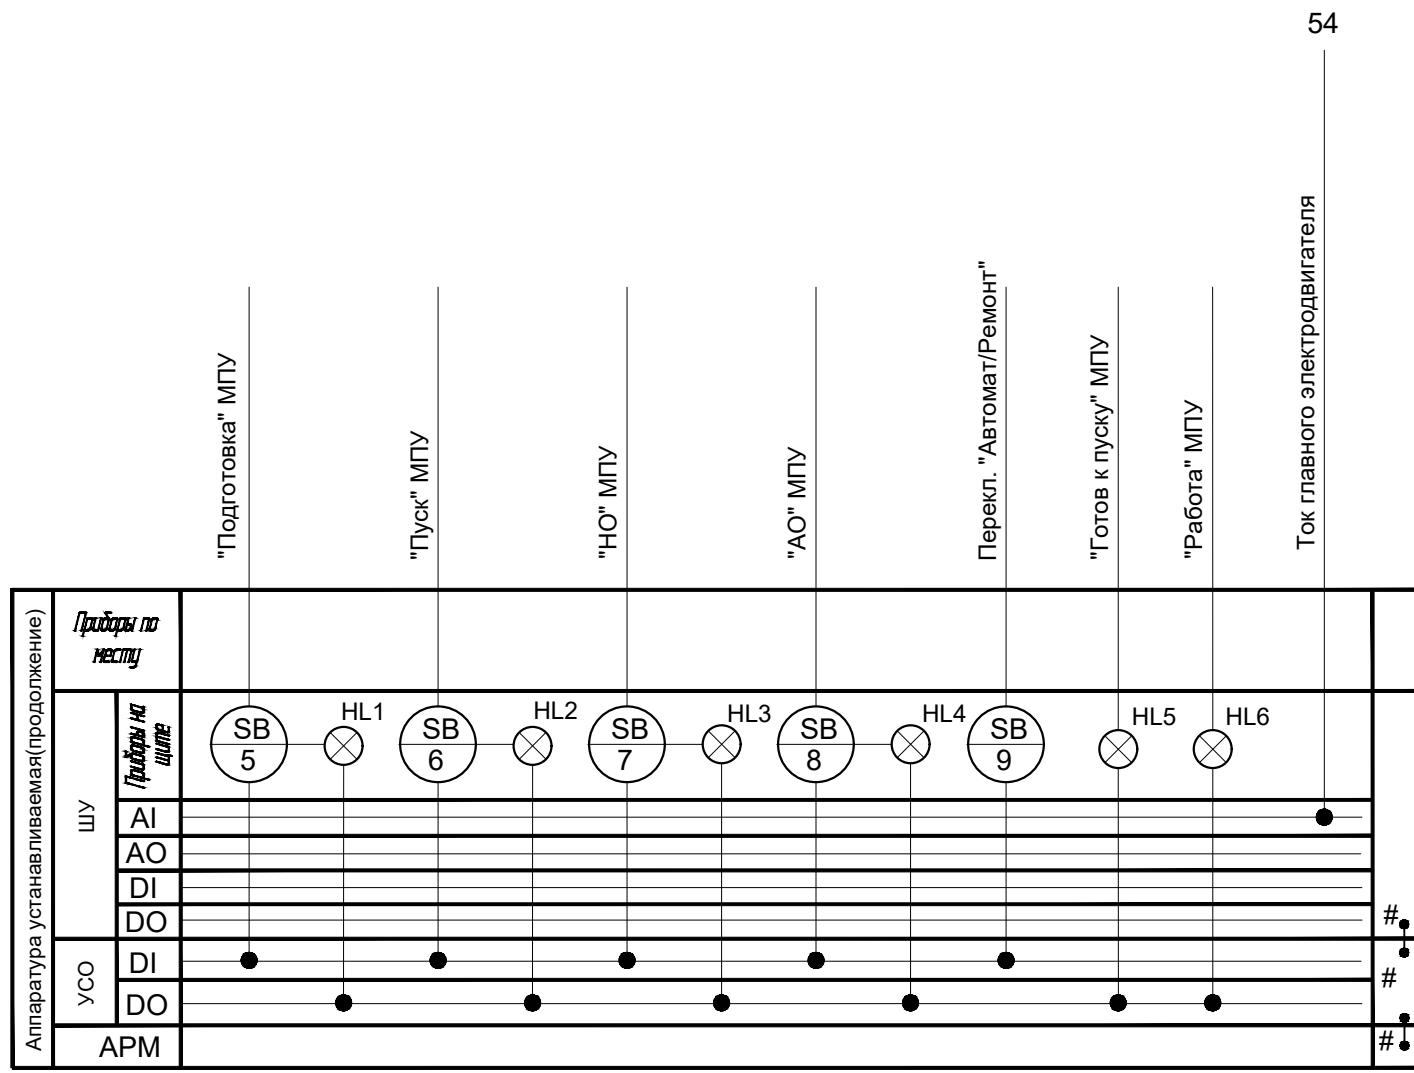 54
"Подготовка" МПУ
"Пуск" МПУ
"НО" МПУ
"АО" МПУ
Перекл. "Автомат/Ремонт"
"Готов к пуску" МПУ
"Работа" МПУ
Ток главного электродвигателя
Аппаратура устанавливаемая(продолжение)
Приборы по
месту
ШУ
Приборы на
щите
SB
5
HL1
SB
6
HL2
SB
7
HL3
SB
8
HL4
SB
9
HL5
HL6
AI
AO
DI
DO
#
УСО
DI
DO
#
АРМ
#